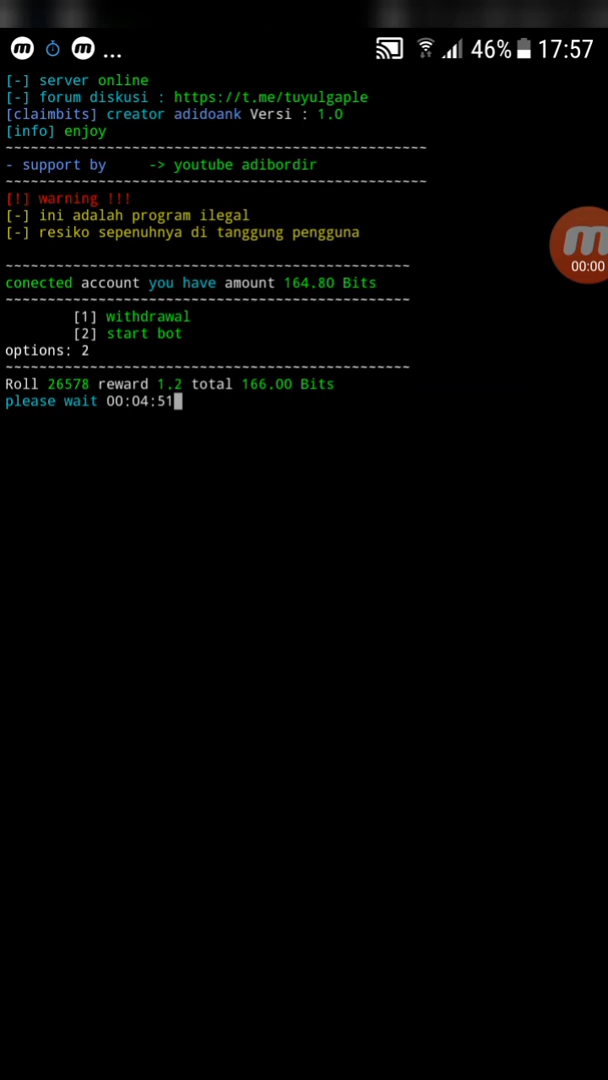 m m ... 46% 17:57
[-] server online
[-] forum diskusi : https://t.me/tuyulgaple
[claimbits] creator adidoank Versi : 1.0
[info] enjoy
~~~~~~~~~~~~~~~~~~~~~~~~~~~~~~~~~~~~~~~~~~~~~~~~~~
- support by     -> youtube adibordir
~~~~~~~~~~~~~~~~~~~~~~~~~~~~~~~~~~~~~~~~~~~~~~~~~~
[!] warning !!!
[-] ini adalah program ilegal
[-] resiko sepenuhnya di tanggung pengguna
~~~~~~~~~~~~~~~~~~~~~~~~~~~~~~~~~~~~~~~~~~~~~~~~
conected account you have amount 164.80 Bits
~~~~~~~~~~~~~~~~~~~~~~~~~~~~~~~~~~~~~~~~~~~~~~~~
[1] withdrawal
[2] start bot
options: 2
~~~~~~~~~~~~~~~~~~~~~~~~~~~~~~~~~~~~~~~~~~~~~~~~
Roll 26578 reward 1.2 total 166.00 Bits
please wait 00:04:51
m
00:00